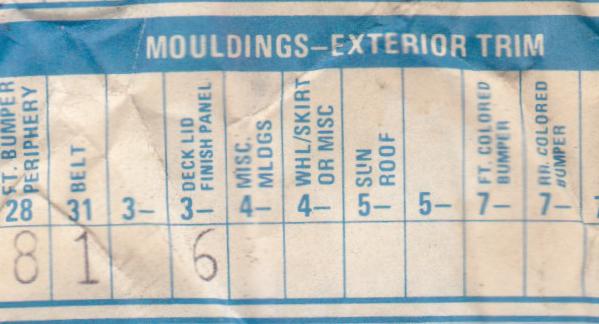 MOULDINGS–EXTERIOR TRIM
FT. BUMPER
PERIPHERY
BELT
DECK LID
FINISH PANEL
MISC.
MLDGS
WHL/SKIRT
OR MISC
SUN
ROOF
FT. COLORED
BUMPER
RR. COLORED
BUMPER
28 31 3– 3– 4– 4– 5– 5– 7– 7–
8 1 6